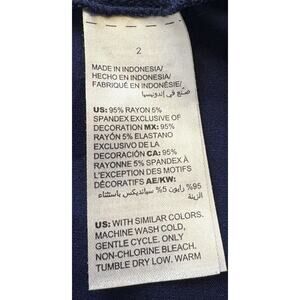 2
MADE IN INDONESIA/
HECHO EN INDONESIA/
FABRIQUÉ EN INDONÉSIE/
صنع في إندونيسيا
US: 95% RAYON 5%
SPANDEX EXCLUSIVE OF
DECORATION MX: 95%
RAYÓN 5% ELASTANO
EXCLUSIVO DE LA
DECORACIÓN CA: 95%
RAYONNE 5% SPANDEX À
L'EXCEPTION DES MOTIFS
DÉCORATIFS AE/KW:
95% رايون 5% سباندیکس باستثناء
الزينة
US: WITH SIMILAR COLORS.
MACHINE WASH COLD,
GENTLE CYCLE. ONLY
NON-CHLORINE BLEACH.
TUMBLE DRY LOW. WARM